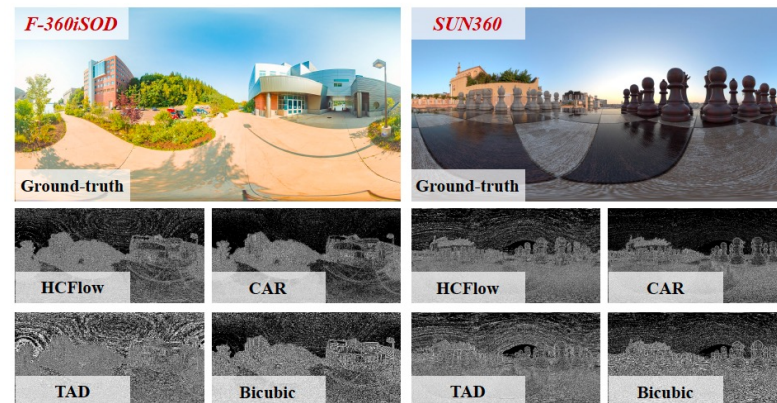 F-360iSOD
SUN360
Ground-truth
Ground-truth
HCFlow
CAR
HCFlow
CAR
TAD
Bicubic
TAD
Bicubic